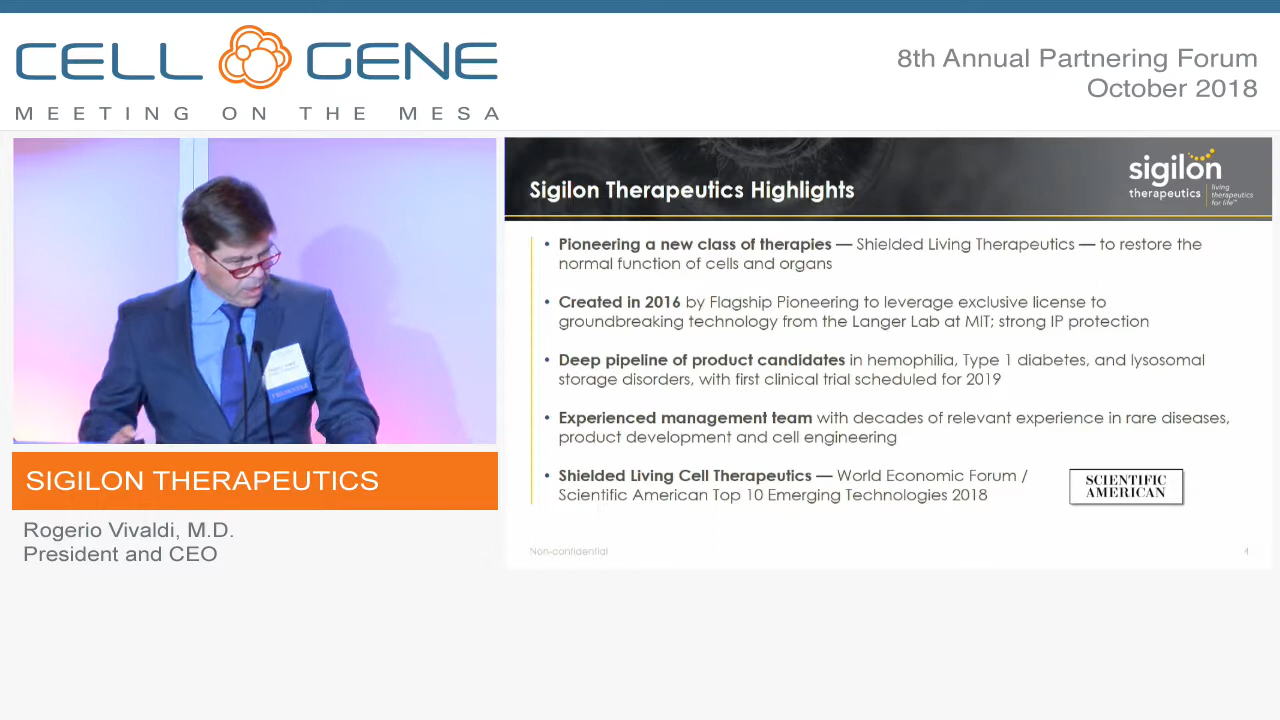 CELL GENE
MEETING ON THE MESA
8th Annual Partnering Forum
October 2018
Sigilon Therapeutics Highlights
sigilon
therapeutics
living
therapeutics
for life™
• Pioneering a new class of therapies — Shielded Living Therapeutics — to restore the
normal function of cells and organs
• Created in 2016 by Flagship Pioneering to leverage exclusive license to
groundbreaking technology from the Langer Lab at MIT; strong IP protection
• Deep pipeline of product candidates in hemophilia, Type 1 diabetes, and lysosomal
storage disorders, with first clinical trial scheduled for 2019
• Experienced management team with decades of relevant experience in rare diseases,
product development and cell engineering
• Shielded Living Cell Therapeutics — World Economic Forum /
Scientific American Top 10 Emerging Technologies 2018
SCIENTIFIC
AMERICAN
Non-confidential
4
SIGILON THERAPEUTICS
Rogerio Vivaldi, M.D.
President and CEO